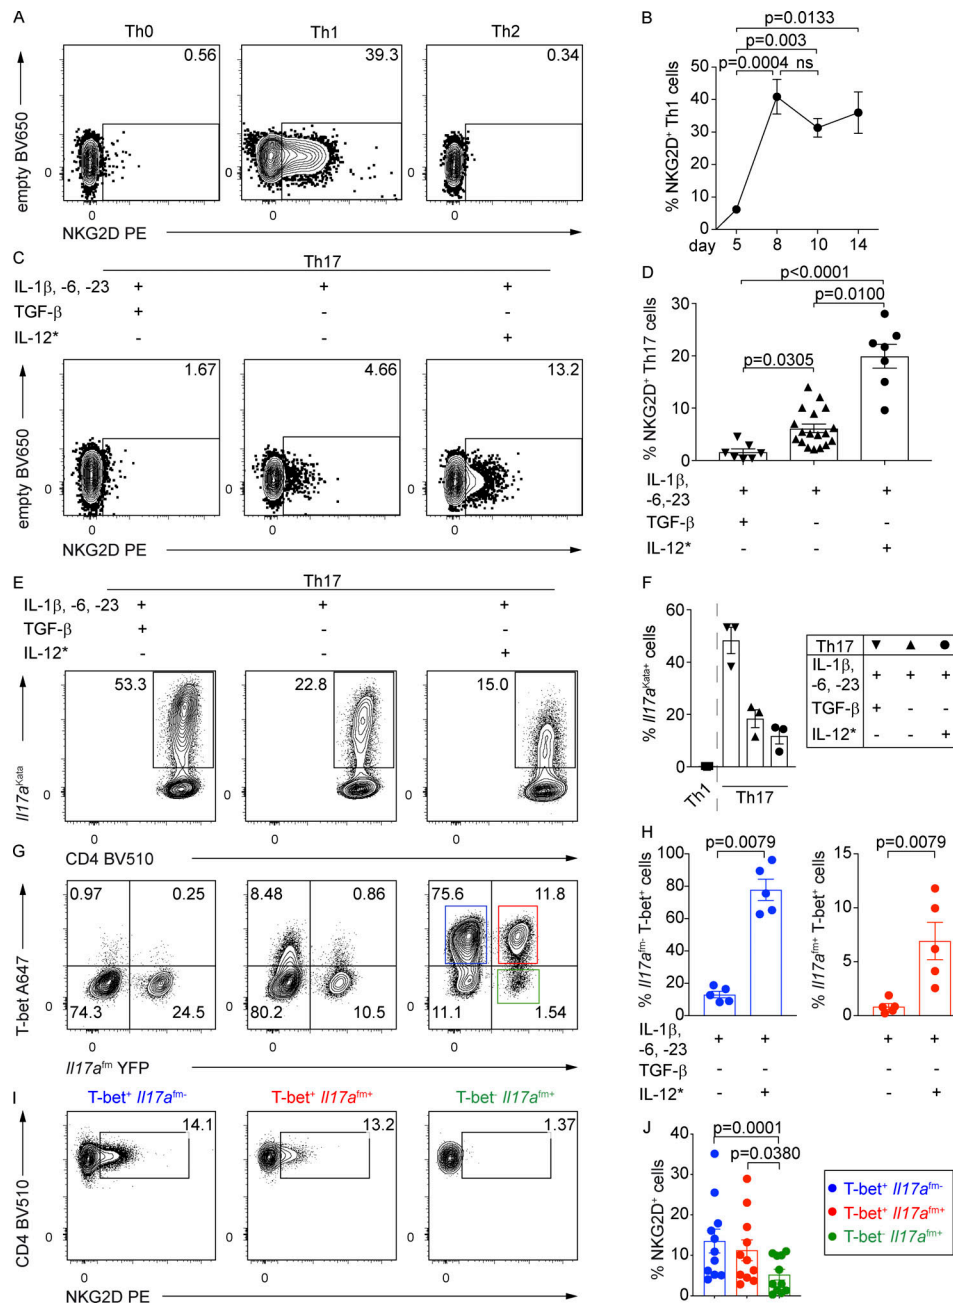 A
Th0
Th1
Th2
0.56
39.3
0.34
empty BV650
0
0
0
0
NKG2D PE
B
p=0.0133
p=0.003
p=0.0004
ns
% NKG2D+ Th1 cells
50
40
30
20
10
0
day
5
8
10
14
C
Th17
IL-1β, -6, -23 + + +
TGF-β + - -
IL-12* - - +
1.67
4.66
13.2
empty BV650
0
0
0
0
0
0
NKG2D PE
D
p<0.0001
p=0.0100
p=0.0305
% NKG2D+ Th17 cells
30
20
10
0
IL-1β,
-6,-23 + + +
TGF-β + - -
IL-12* - - +
E
Th17
IL-1β, -6, -23 + + +
TGF-β + - -
IL-12* - - +
53.3
22.8
15.0
Il17aKata
0
0
0
0
0
0
CD4 BV510
F
% Il17aKata+ cells
60
40
20
0
Th1
Th17
Th17 ▼ ▲ ●
IL-1β,
-6, -23 + + +
TGF-β + - -
IL-12* - - +
G
0.97
0.25
74.3
24.5
8.48
0.86
80.2
10.5
75.6
11.8
11.1
1.54
T-bet A647
0
0
0
0
0
0
Il17afm YFP
H
p=0.0079
% Il17afm- T-bet+ cells
100
80
60
40
20
0
p=0.0079
% Il17afm+ T-bet+ cells
15
10
5
0
IL-1β,
-6, -23 + + + +
TGF-β - - - -
IL-12* - + - +
I
T-bet+ Il17afm-
T-bet+ Il17afm+
T-bet- Il17afm+
14.1
13.2
1.37
CD4 BV510
0
0
0
0
0
0
NKG2D PE
J
p=0.0001
p=0.0380
% NKG2D+ cells
40
30
20
10
0
T-bet+ Il17afm-
T-bet+ Il17afm+
T-bet- Il17afm+